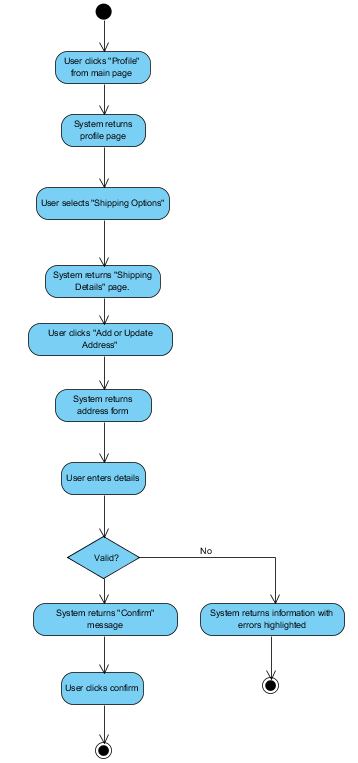 User clicks "Profile"
from main page
System returns
profile page
User selects "Shipping Options"
System returns "Shipping
Details" page.
User clicks "Add or Update
Address"
System returns
address form
User enters details
Valid?
No
System returns "Confirm"
message
System returns information with
errors highlighted
User clicks confirm